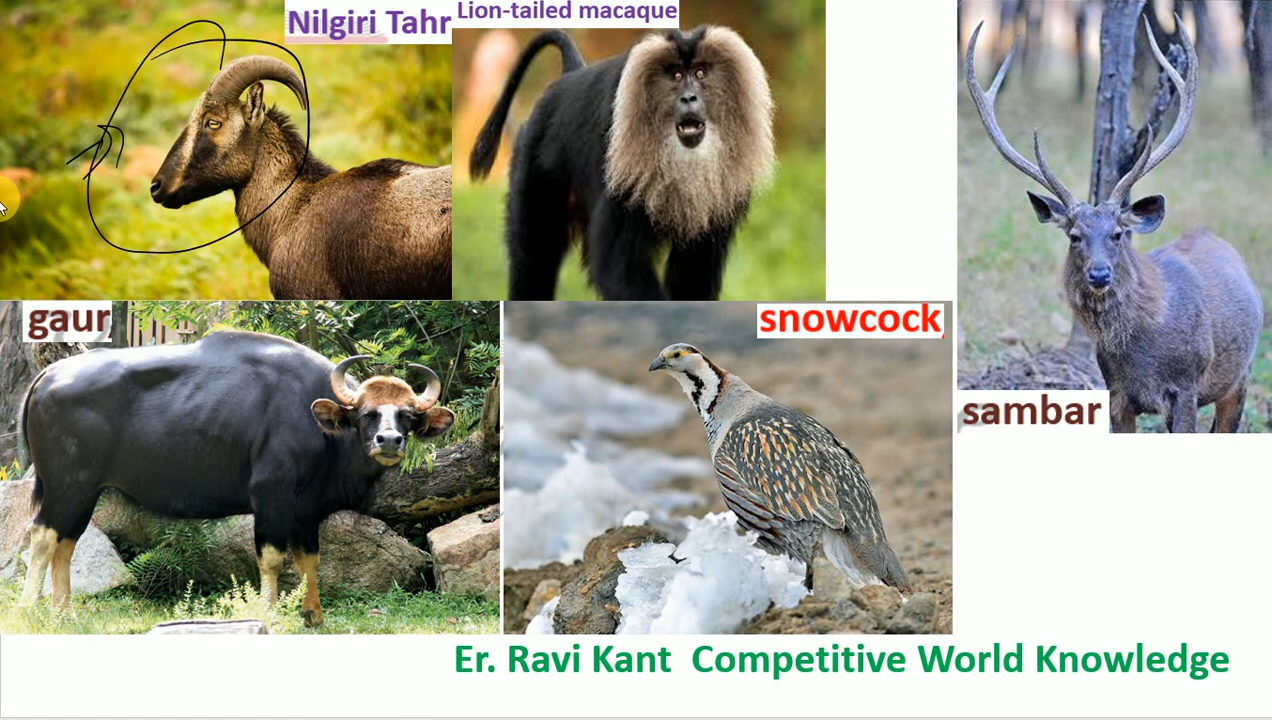 Nilgiri Tahr
Lion-tailed macaque
gaur
snowcock
sambar
Er. Ravi Kant Competitive World Knowledge